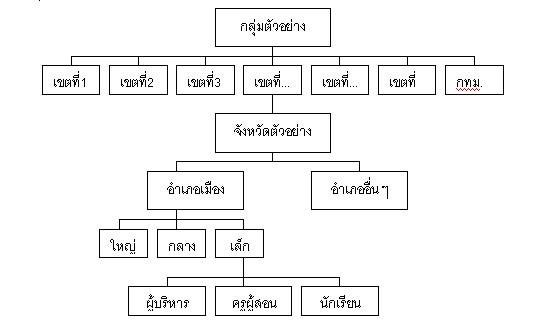 กลุ่มตัวอย่าง
เขตที่1 เขตที่2 เขตที่3 เขตที่... เขตที่... เขตที่ กทม.
จังหวัดตัวอย่าง
อำเภอเมือง อำเภออื่นๆ
ใหญ่ กลาง เล็ก
ผู้บริหาร ครูผู้สอน นักเรียน